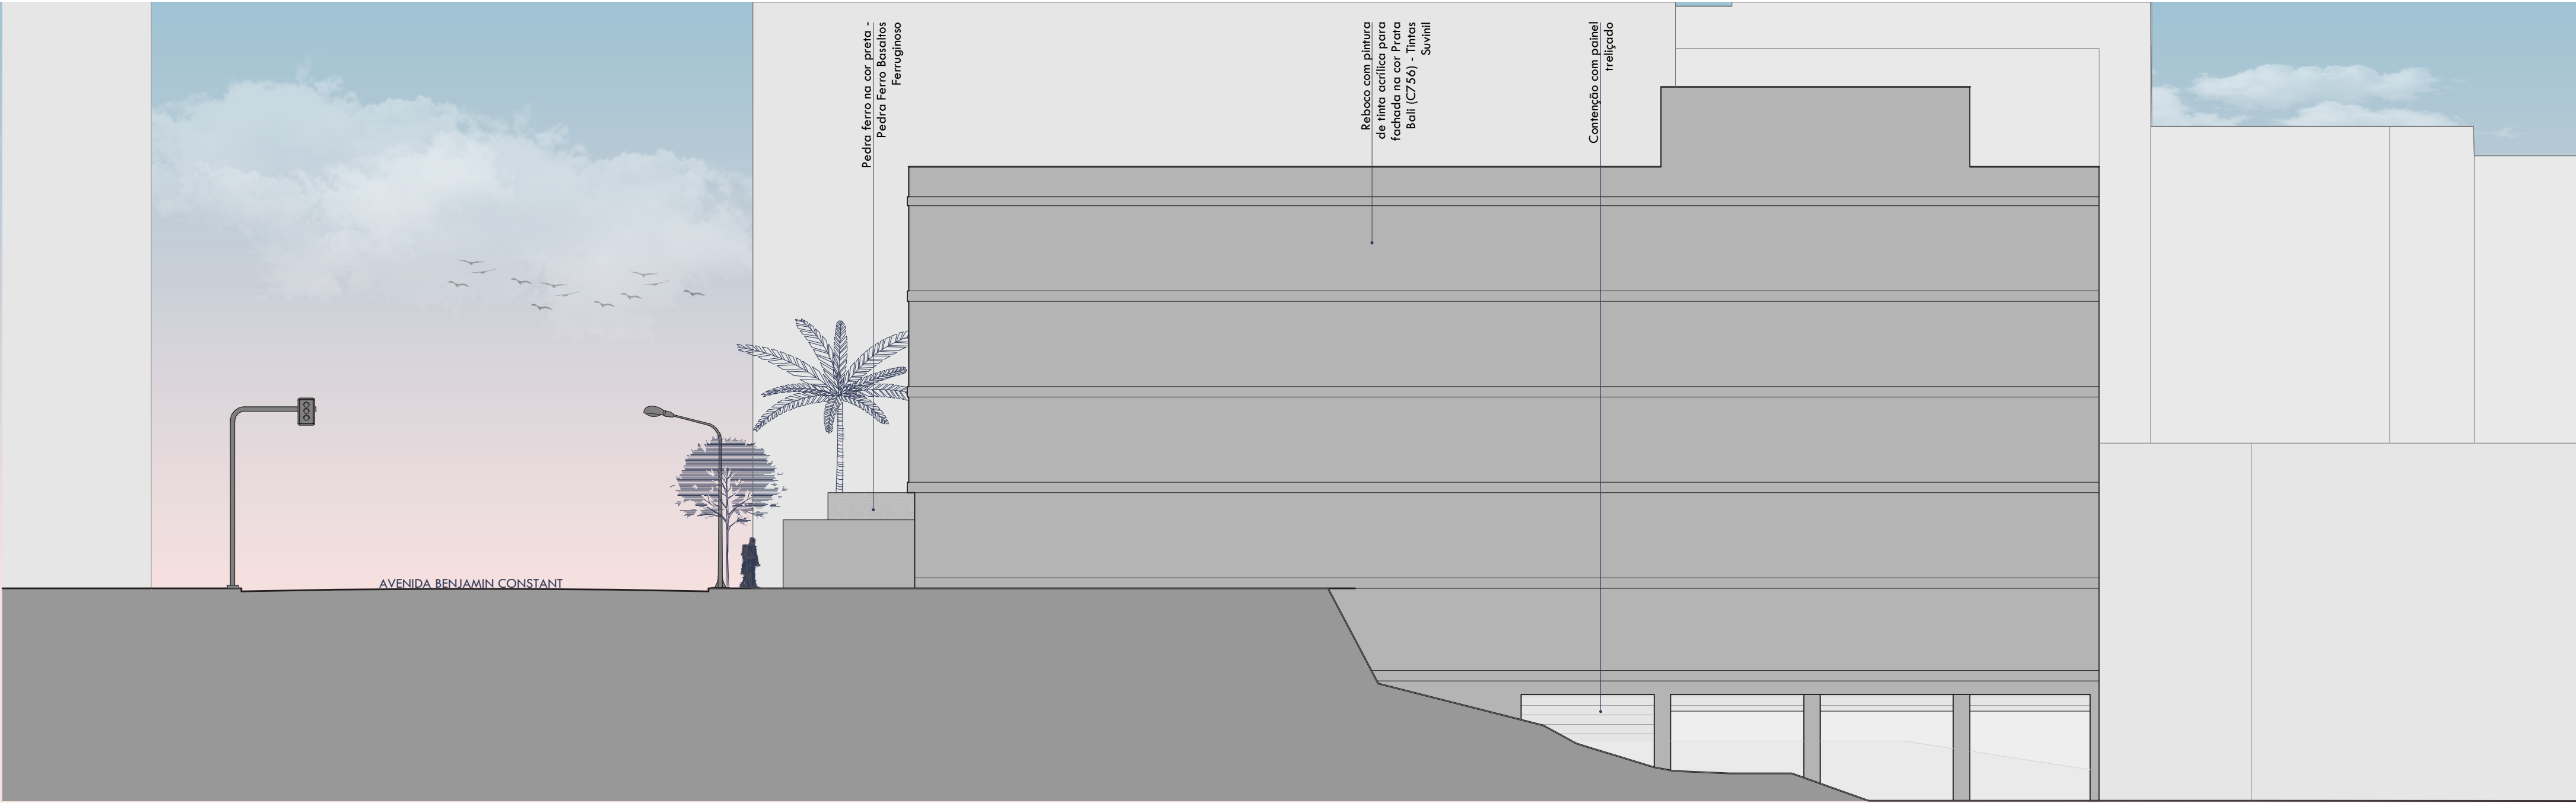 Pedra ferro na cor preta -
Pedra Ferro Basaltos
Ferruginoso
Reboco com pintura
de tinta acrílica para
fachada na cor Prata
Bali (C756) - Tintas
Suvinil
Contenção com painel
treliçado
AVENIDA BENJAMIN CONSTANT